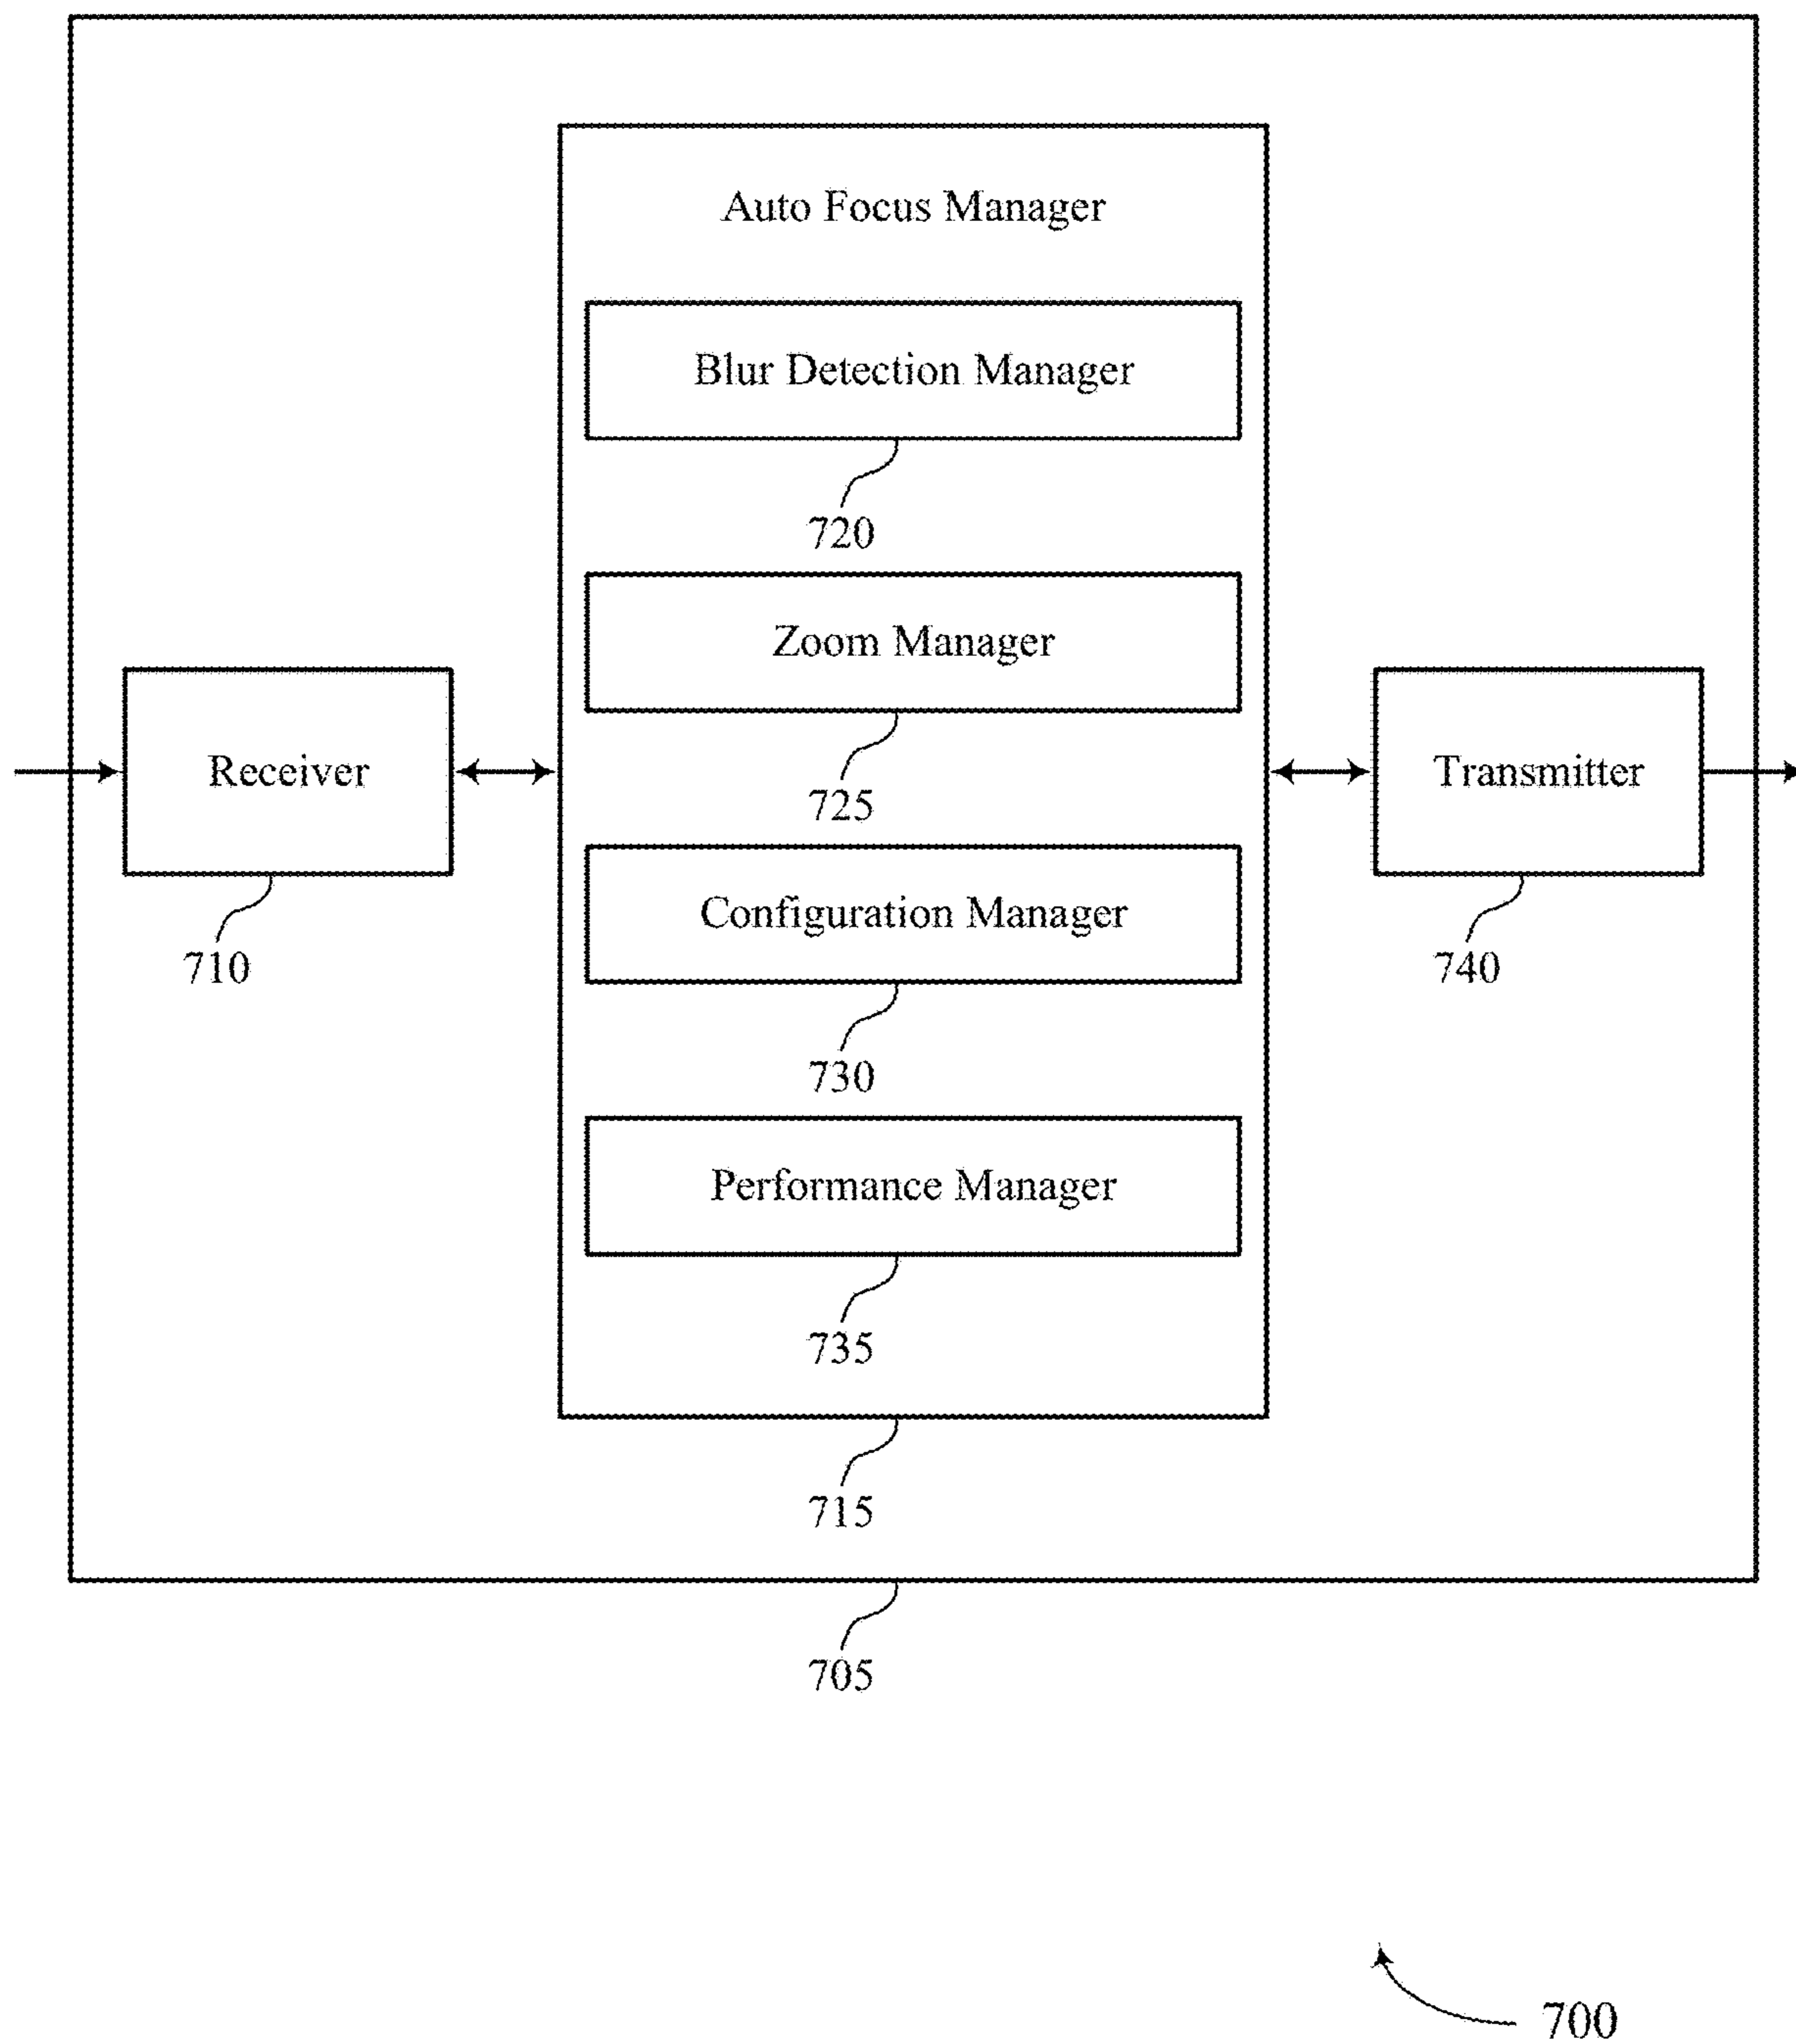 Auto Focus Manager
Blur Detection Manager
720
Zoom Manager
725
Receiver
710
Transmitter
740
Configuration Manager
730
Performance Manager
735
715
705
700